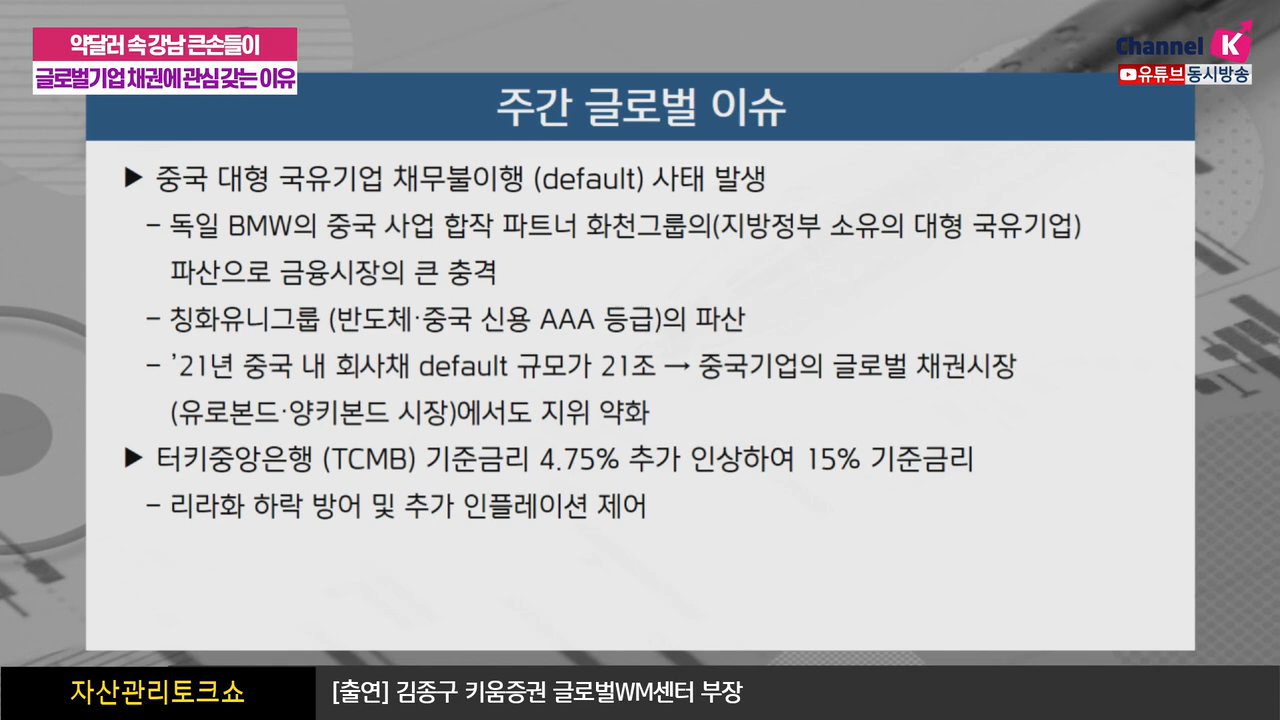 약달러 속 강남 큰손들이
글로벌기업 채권에 관심 갖는 이유
Channel K
유튜브 동시방송
주간 글로벌 이슈
▶ 중국 대형 국유기업 채무불이행 (default) 사태 발생
- 독일 BMW의 중국 사업 합작 파트너 화천그룹의(지방정부 소유의 대형 국유기업)
파산으로 금융시장의 큰 충격
- 칭화유니그룹 (반도체·중국 신용 AAA 등급)의 파산
- ’21년 중국 내 회사채 default 규모가 21조 → 중국기업의 글로벌 채권시장
(유로본드·양키본드 시장)에서도 지위 약화
▶ 터키중앙은행 (TCMB) 기준금리 4.75% 추가 인상하여 15% 기준금리
- 리라화 하락 방어 및 추가 인플레이션 제어
자산관리토크쇼
[출연] 김종구 키움증권 글로벌WM센터 부장